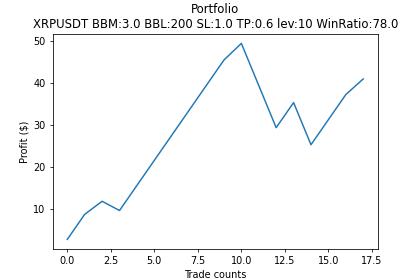 Portfolio
XRPUSDT BBM:3.0 BBL:200 SL:1.0 TP:0.6 lev:10 WinRatio:78.0
50
40
30
20
10
Profit ($)
0.0 2.5 5.0 7.5 10.0 12.5 15.0 17.5
Trade counts